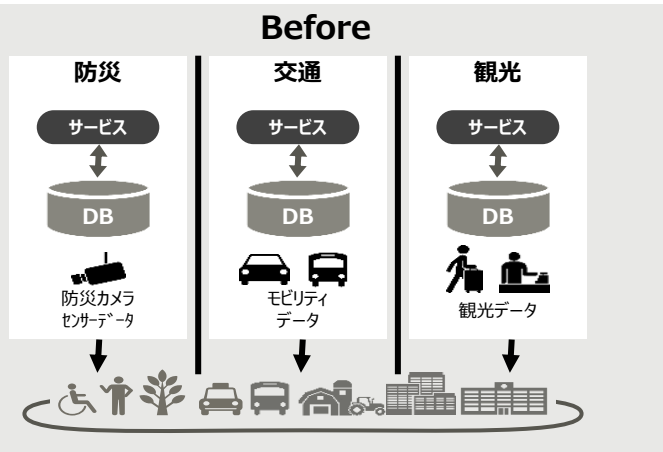 Before
防災
交通
観光
サービス
サービス
サービス
DB
DB
DB
防災カメラ
センサーデータ
モビリティ
データ
観光データ